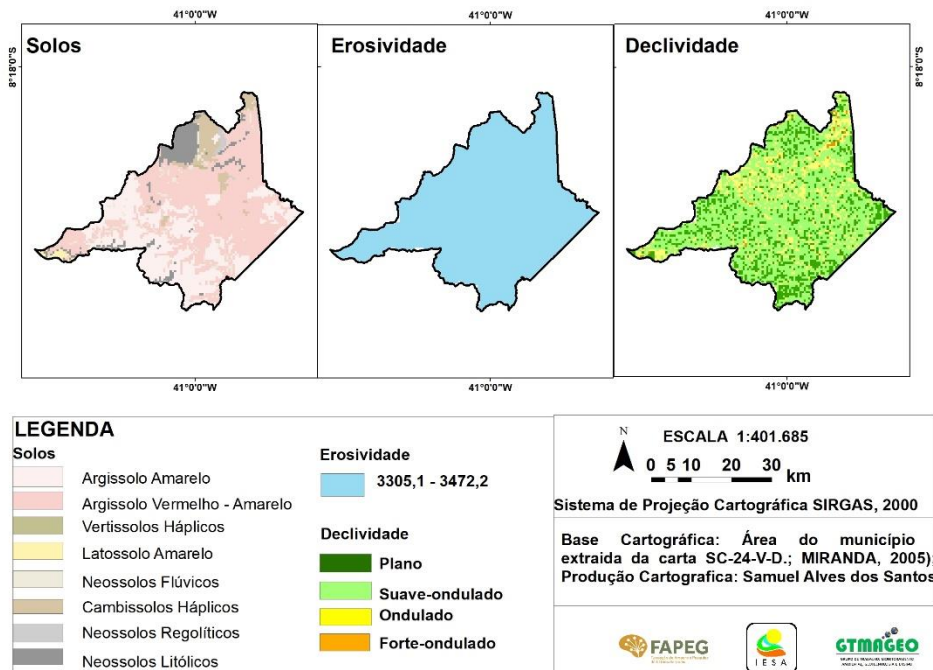 41°0'0"W
41°0'0"W
41°0'0"W
Solos
Erosividade
Declividade
8°18'0"S
8°18'0"S
41°0'0"W
41°0'0"W
41°0'0"W
LEGENDA
Solos
Argissolo Amarelo
Argissolo Vermelho - Amarelo
Vertissolos Háplicos
Latossolo Amarelo
Neossolos Flúvicos
Cambissolos Háplicos
Neossolos Regolíticos
Neossolos Litólicos
Erosividade
3305,1 - 3472,2
Declividade
Plano
Suave-ondulado
Ondulado
Forte-ondulado
N
ESCALA 1:401.685
0 5 10 20 30
km
Sistema de Projeção Cartográfica SIRGAS, 2000
Base Cartográfica: Área do município
extraida da carta SC-24-V-D.; MIRANDA, 2005);
Produção Cartografica: Samuel Alves dos Santos
FAPEG
IESA
GTMAGEO